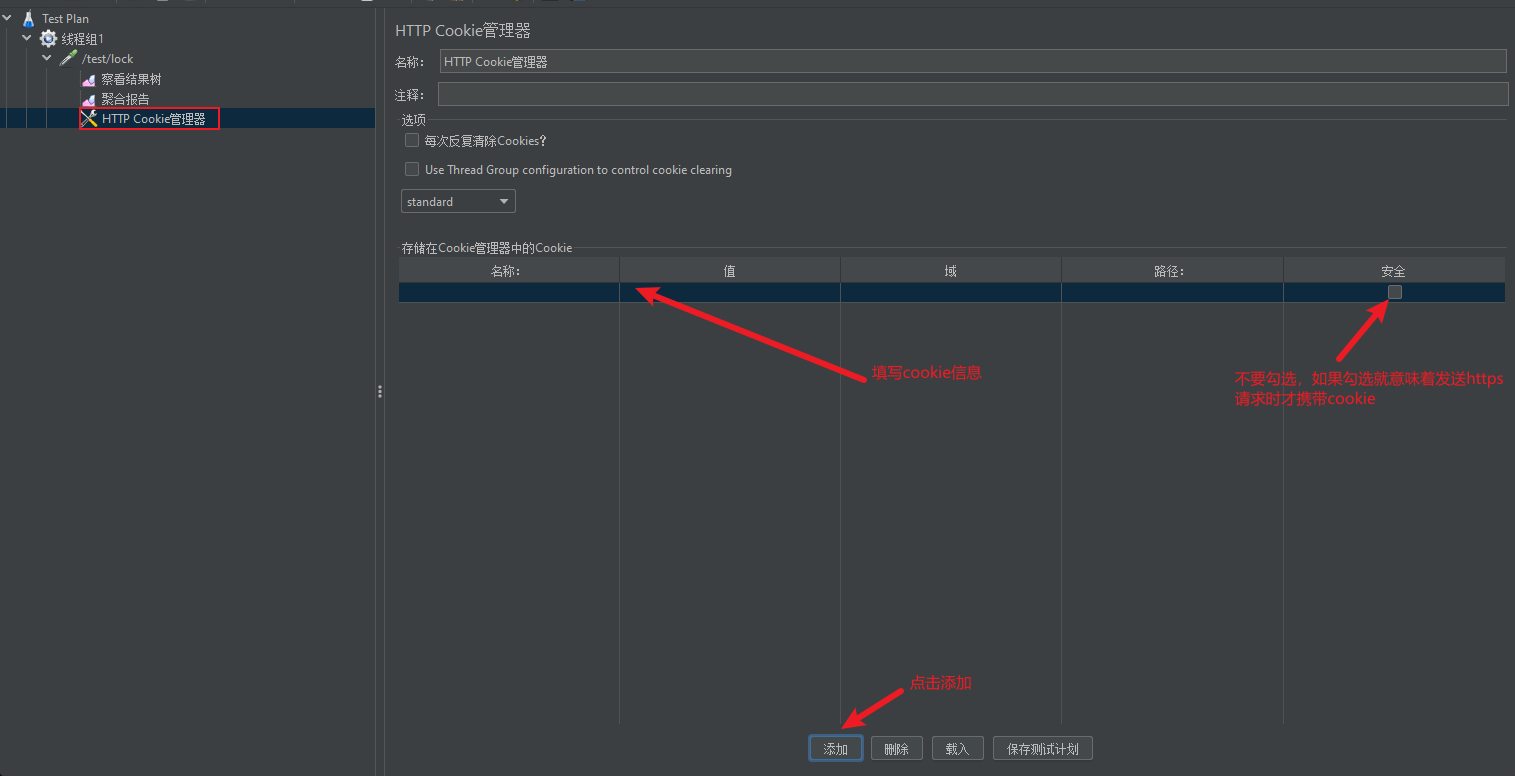 Test Plan
线程组1
/test/lock
察看结果树
聚合报告
HTTP Cookie管理器
HTTP Cookie管理器
名称： HTTP Cookie管理器
注释：
选项
每次反复清除Cookies?
Use Thread Group configuration to control cookie clearing
standard
存储在Cookie管理器中的Cookie
名称： 值 域 路径： 安全
填写cookie信息
不要勾选，如果勾选就意味着发送https
请求时才携带cookie
点击添加
添加 删除 载入 保存测试计划